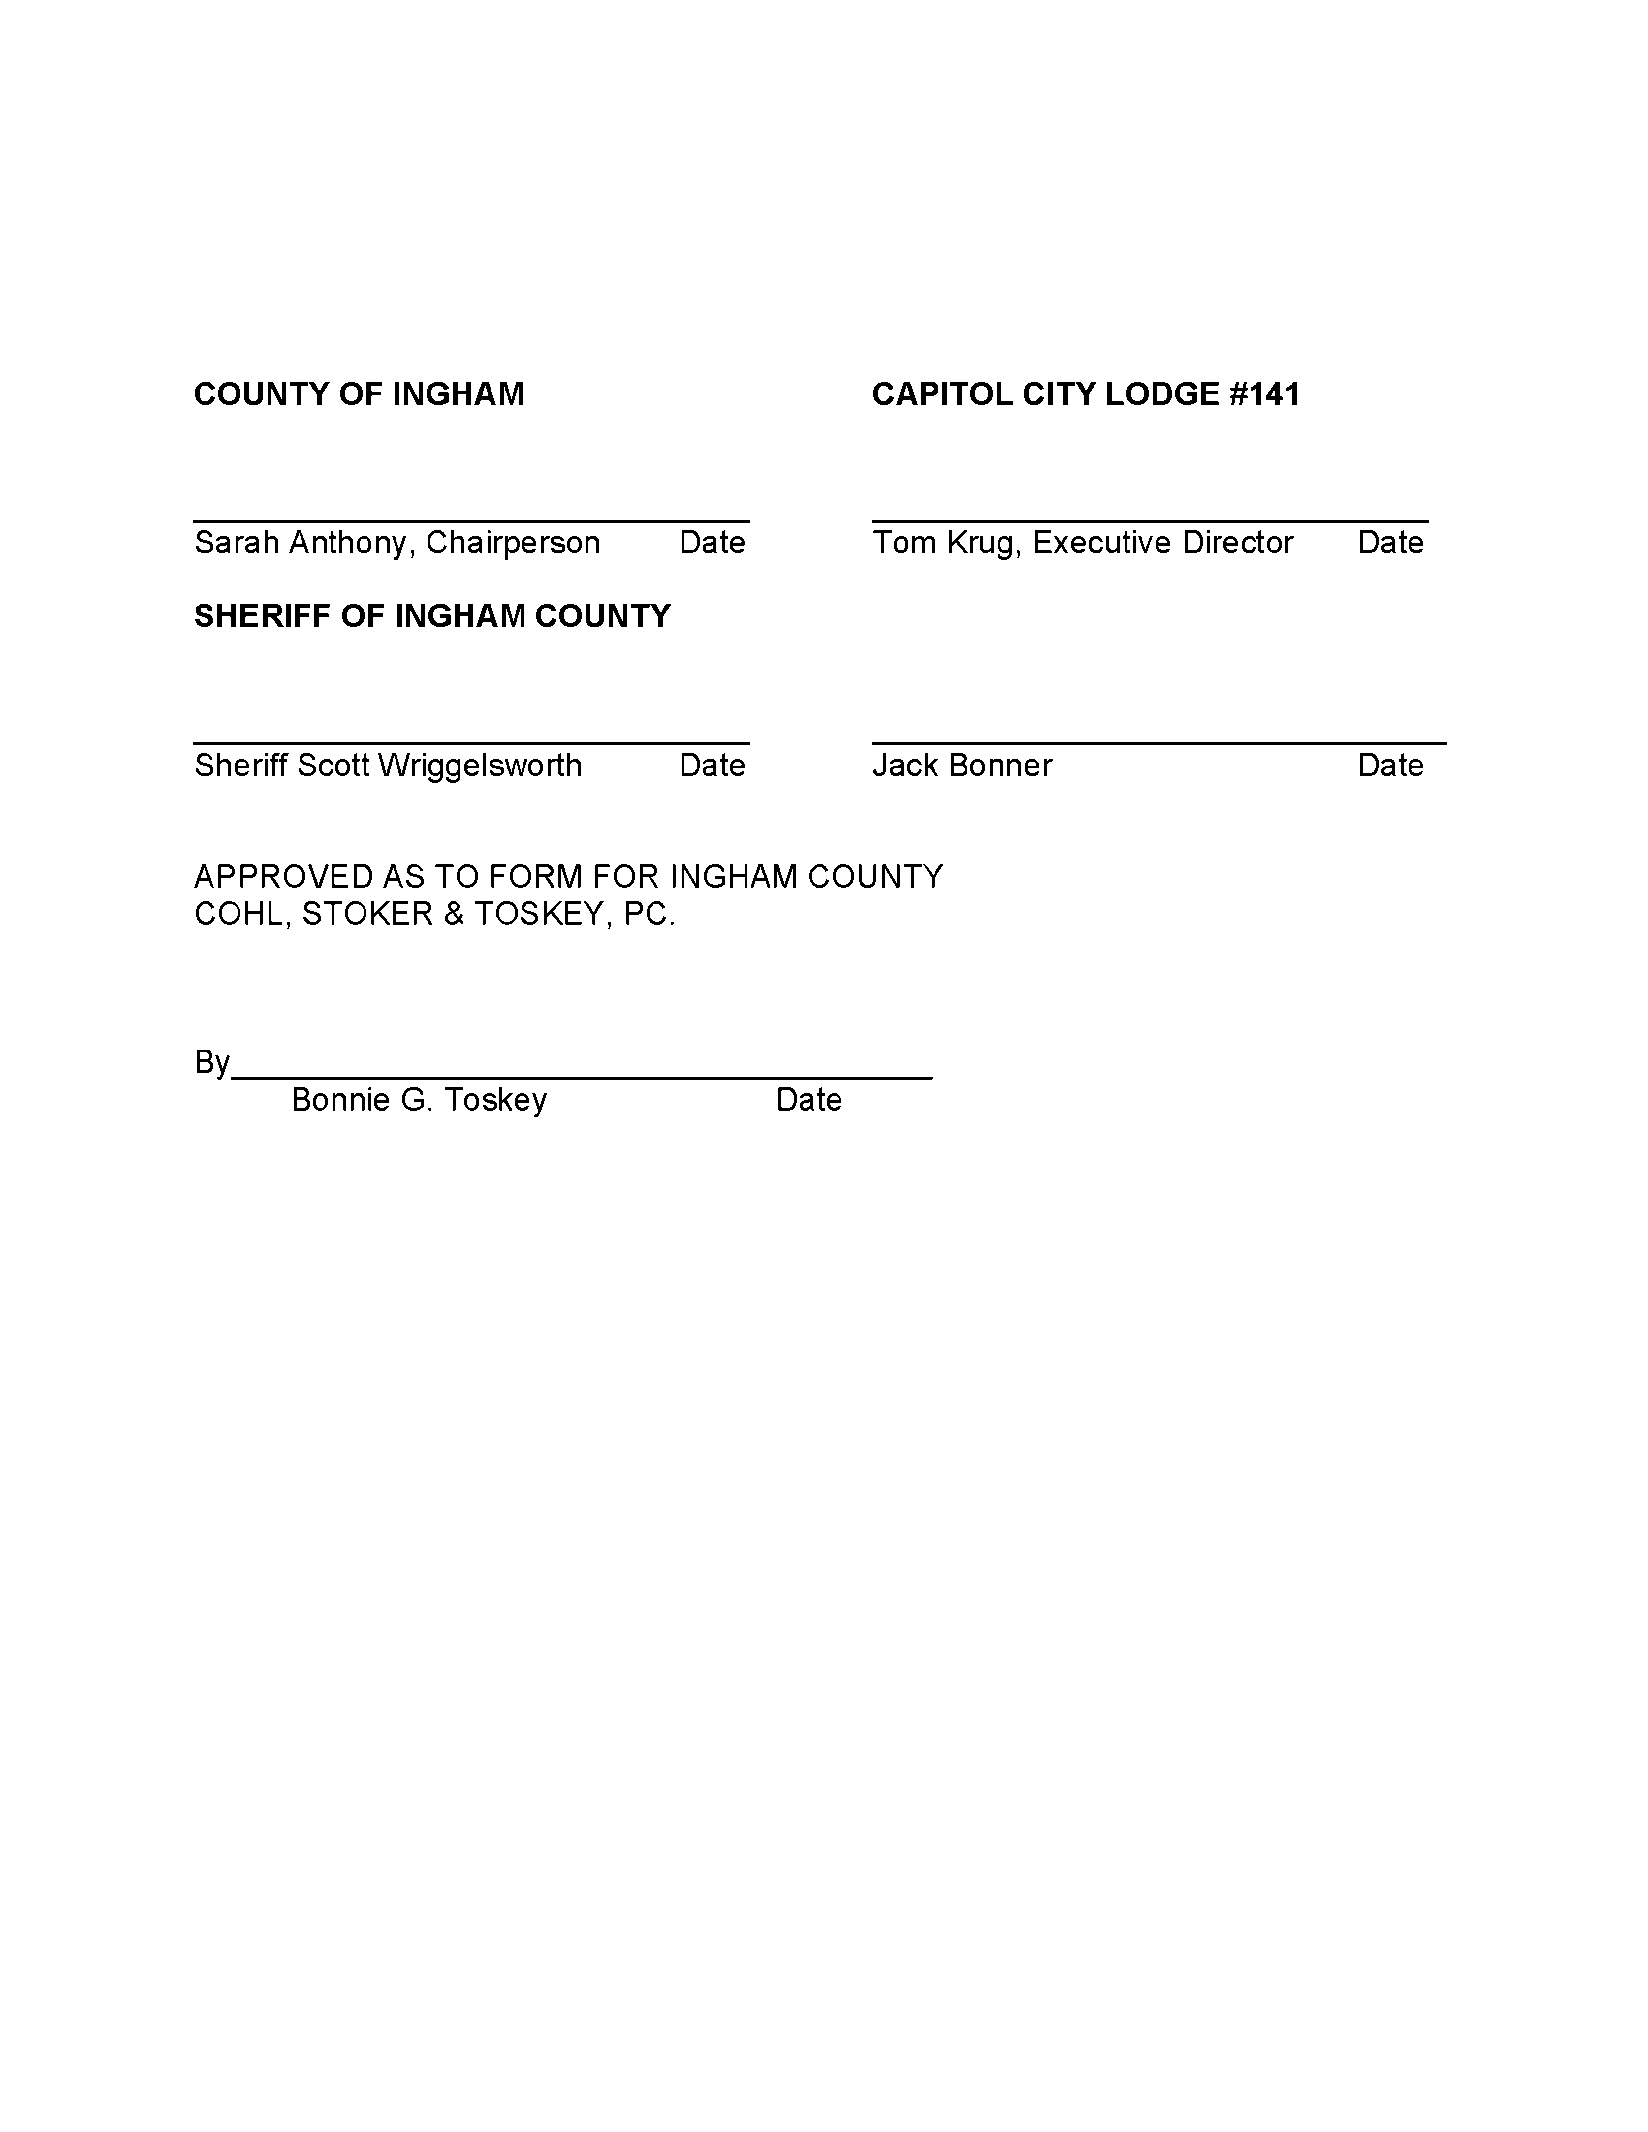 COUNTY OF INGHAM CAPITOL CITY LODGE #141
Sarah Anthony, Chairperson Date Tom Krug, Executive Director Date
SHERIFF OF INGHAM COUNTY
Sheriff Scott Wriggelsworth Date Jack Bonner Date
APPROVED AS TO FORM FOR INGHAM COUNTY
COHL, STOKER & TOSKEY, PC.
By
Bonnie G. Toskey Date